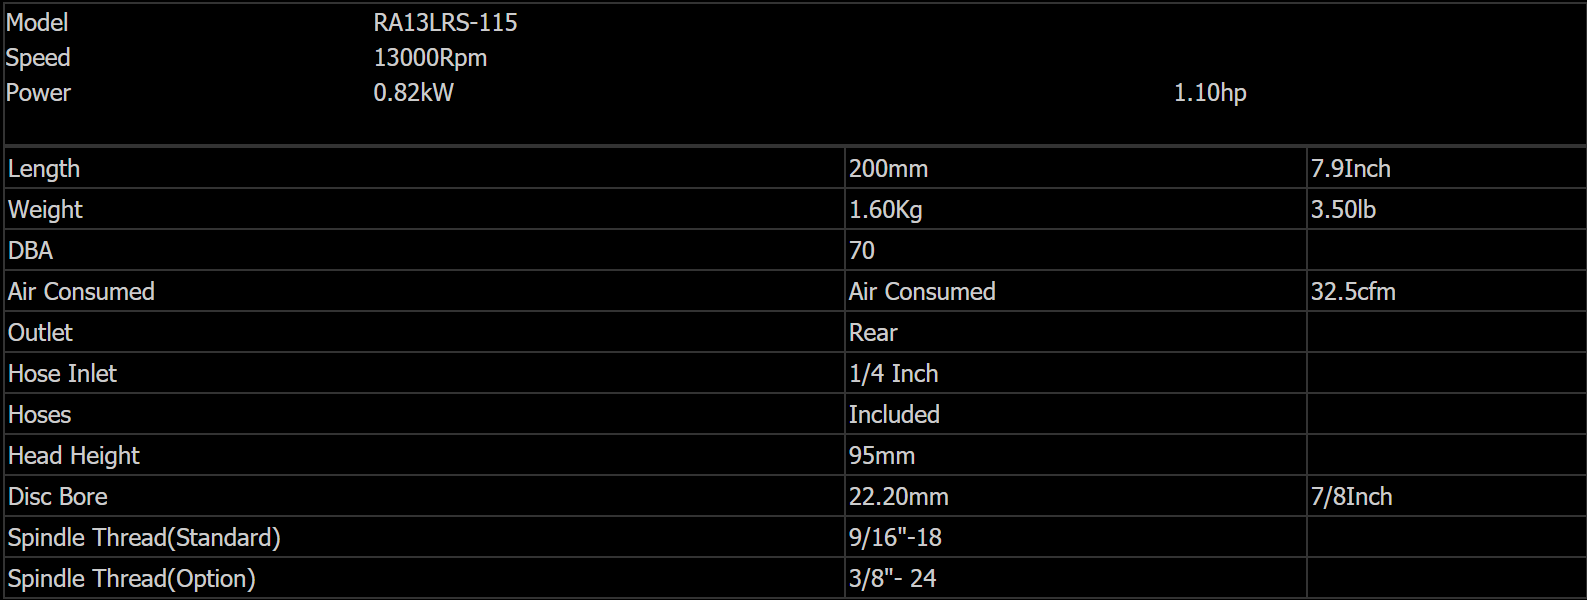 Model RA13LRS-115
Speed 13000Rpm
Power 0.82kW 1.10hp
Length 200mm 7.9Inch
Weight 1.60Kg 3.50lb
DBA 70
Air Consumed Air Consumed 32.5cfm
Outlet Rear
Hose Inlet 1/4 Inch
Hoses Included
Head Height 95mm
Disc Bore 22.20mm 7/8Inch
Spindle Thread(Standard) 9/16"-18
Spindle Thread(Option) 3/8"- 24